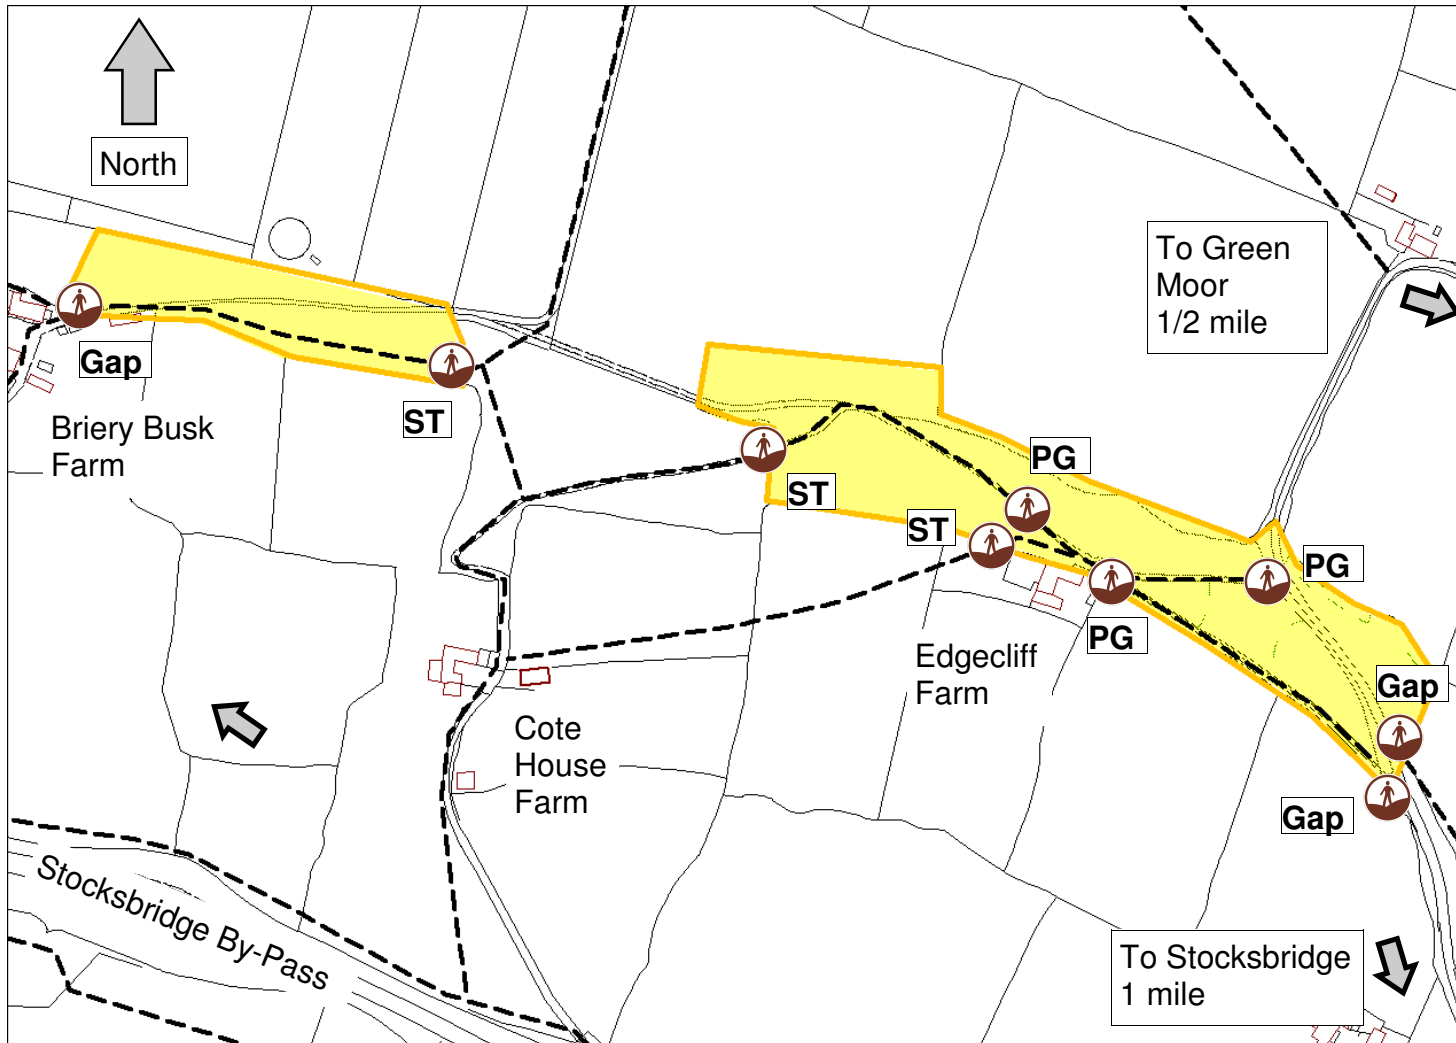 North
To Green
Moor
1/2 mile
Gap
Briery Busk
Farm
ST
PG
ST
ST
PG
PG
Edgecliff
Farm
Gap
Cote
House
Farm
Gap
Stocksbridge By-Pass
To Stocksbridge
1 mile